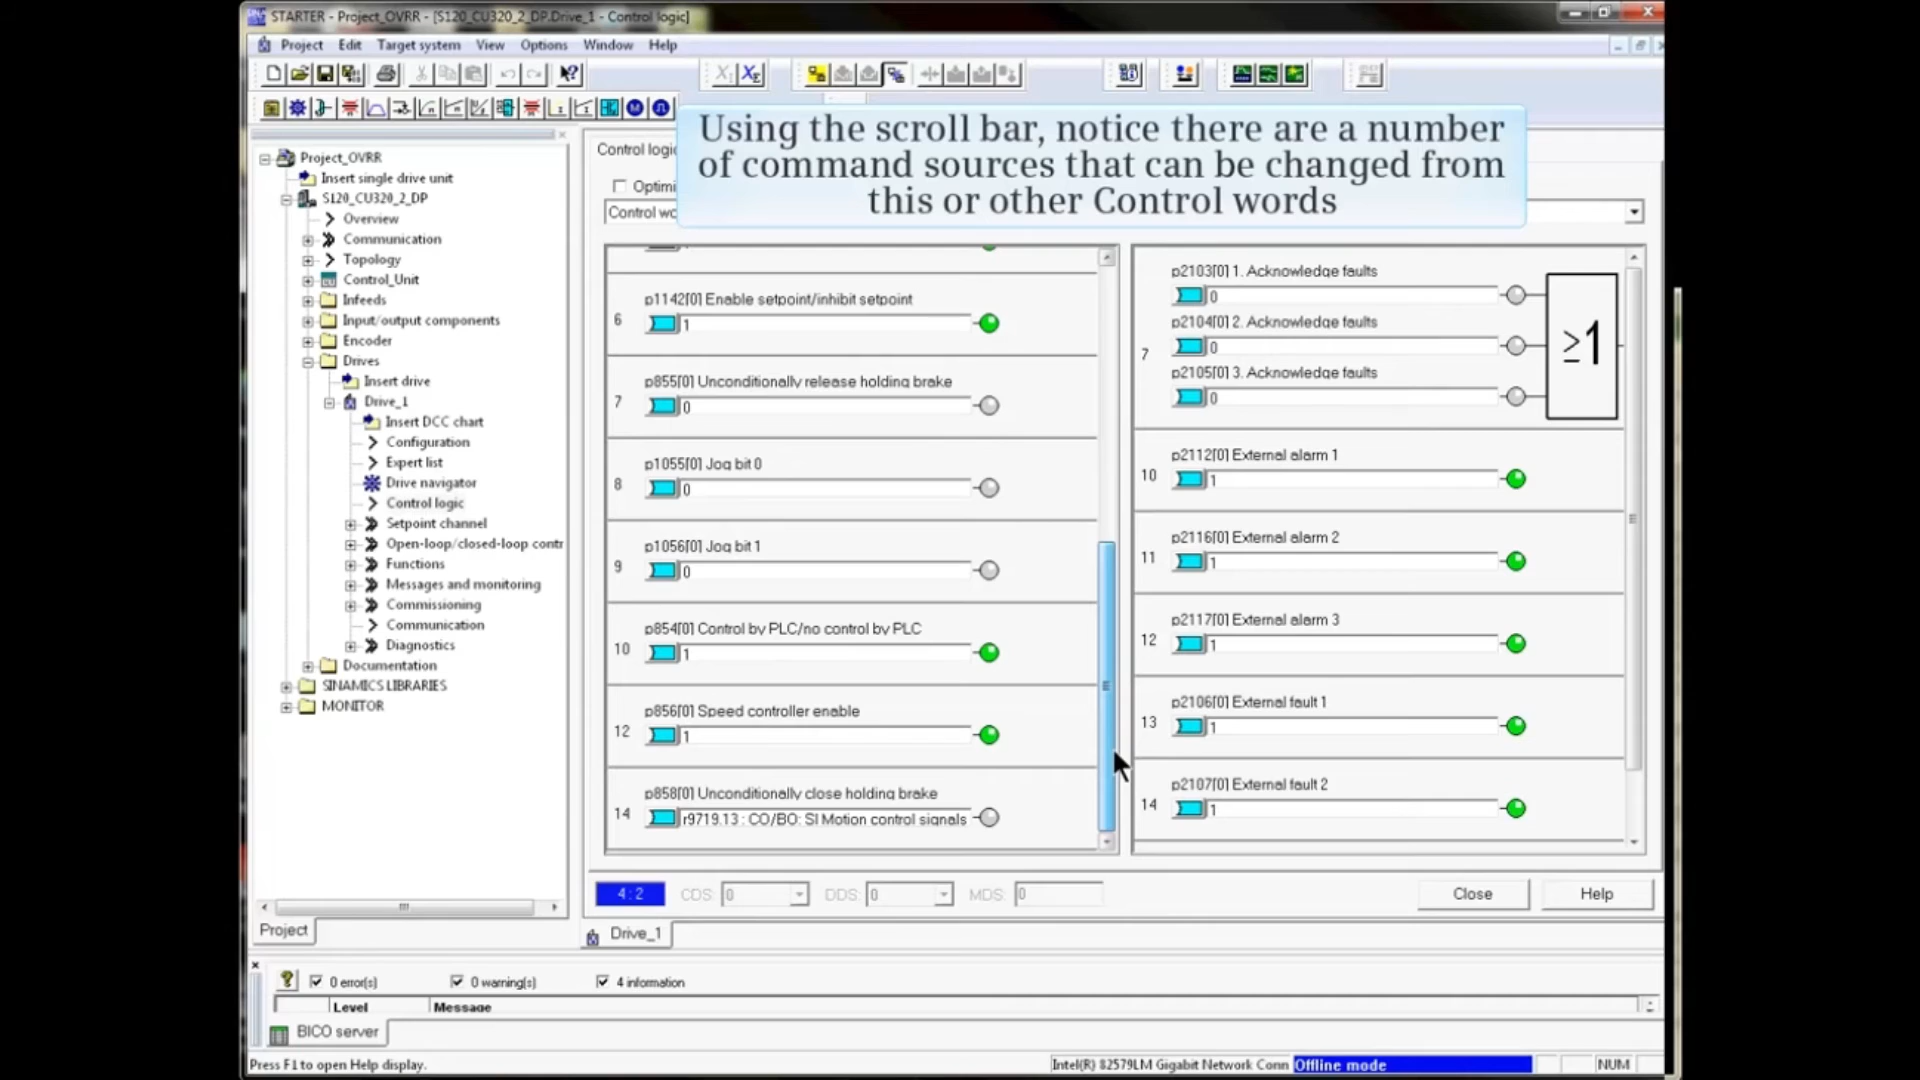 STARTER - Project_OVRR - [S120_CU320_2_DP.Drive_1 - Control logic]
Project Edit Target system View Options Window Help
Using the scroll bar, notice there are a number
of command sources that can be changed from
this or other Control words
Control logic
Optimi
Control wo
Project_OVRR
Insert single drive unit
S120_CU320_2_DP
Overview
Communication
Topology
Control_Unit
Infeeds
Input/output components
Encoder
Drives
Insert drive
Drive_1
Insert DCC chart
Configuration
Expert list
Drive navigator
Control logic
Setpoint channel
Open-loop/closed-loop contr
Functions
Messages and monitoring
Commissioning
Communication
Diagnostics
Documentation
SINAMICS LIBRARIES
MONITOR
Project
p1142[0] Enable setpoint/inhibit setpoint
6 1
p855[0] Unconditionally release holding brake
7 0
p1055[0] Jog bit 0
8 0
p1056[0] Jog bit 1
9 0
p854[0] Control by PLC/no control by PLC
10 1
p856[0] Speed controller enable
12 1
p858[0] Unconditionally close holding brake
14 r9719.13 : CO/BO: SI Motion control signals
p2103[0] 1. Acknowledge faults
0
p2104[0] 2. Acknowledge faults
7 0 ≥1
p2105[0] 3. Acknowledge faults
0
p2112[0] External alarm 1
10 1
p2116[0] External alarm 2
11 1
p2117[0] External alarm 3
12 1
p2106[0] External fault 1
13 1
p2107[0] External fault 2
14 1
4:2 CDS: 0 DDS: 0 MDS: 0 Close Help
Drive_1
0 error(s) 0 warning(s) 4 information
Level Message
BICO server
Press F1 to open Help display. Intel(R) 82579LM Gigabit Network Conn Offline mode NUM